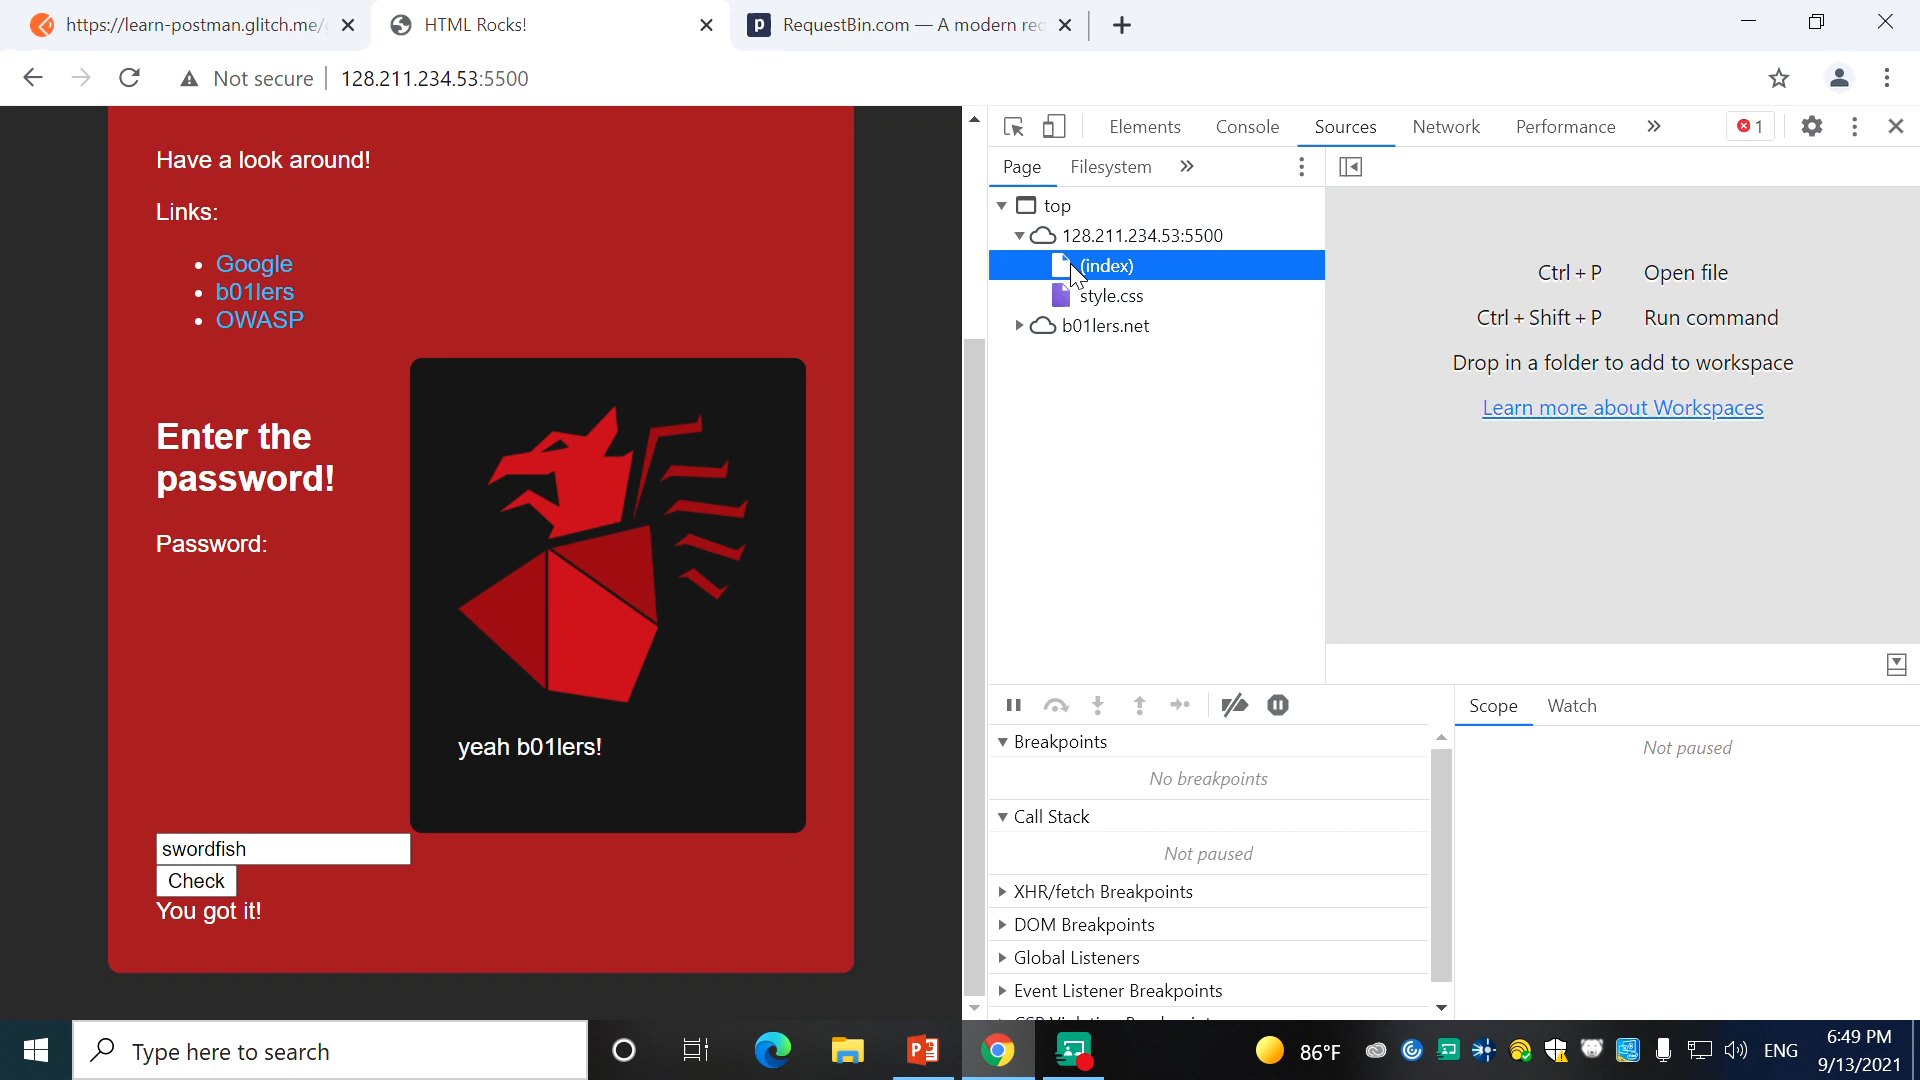 https://learn-postman.glitch.me/
HTML Rocks!
RequestBin.com — A modern rec
Not secure
128.211.234.53:5500
Have a look around!
Links:
Google
b01lers
OWASP
Enter the
password!
Password:
yeah b01lers!
swordfish
Check
You got it!
Elements
Console
Sources
Network
Performance
1
Page
Filesystem
top
128.211.234.53:5500
(index)
style.css
b01lers.net
Ctrl + P Open file
Ctrl + Shift + P Run command
Drop in a folder to add to workspace
Learn more about Workspaces
Breakpoints
No breakpoints
Call Stack
Not paused
XHR/fetch Breakpoints
DOM Breakpoints
Global Listeners
Event Listener Breakpoints
Scope
Watch
Not paused
Type here to search
86°F
ENG
6:49 PM
9/13/2021